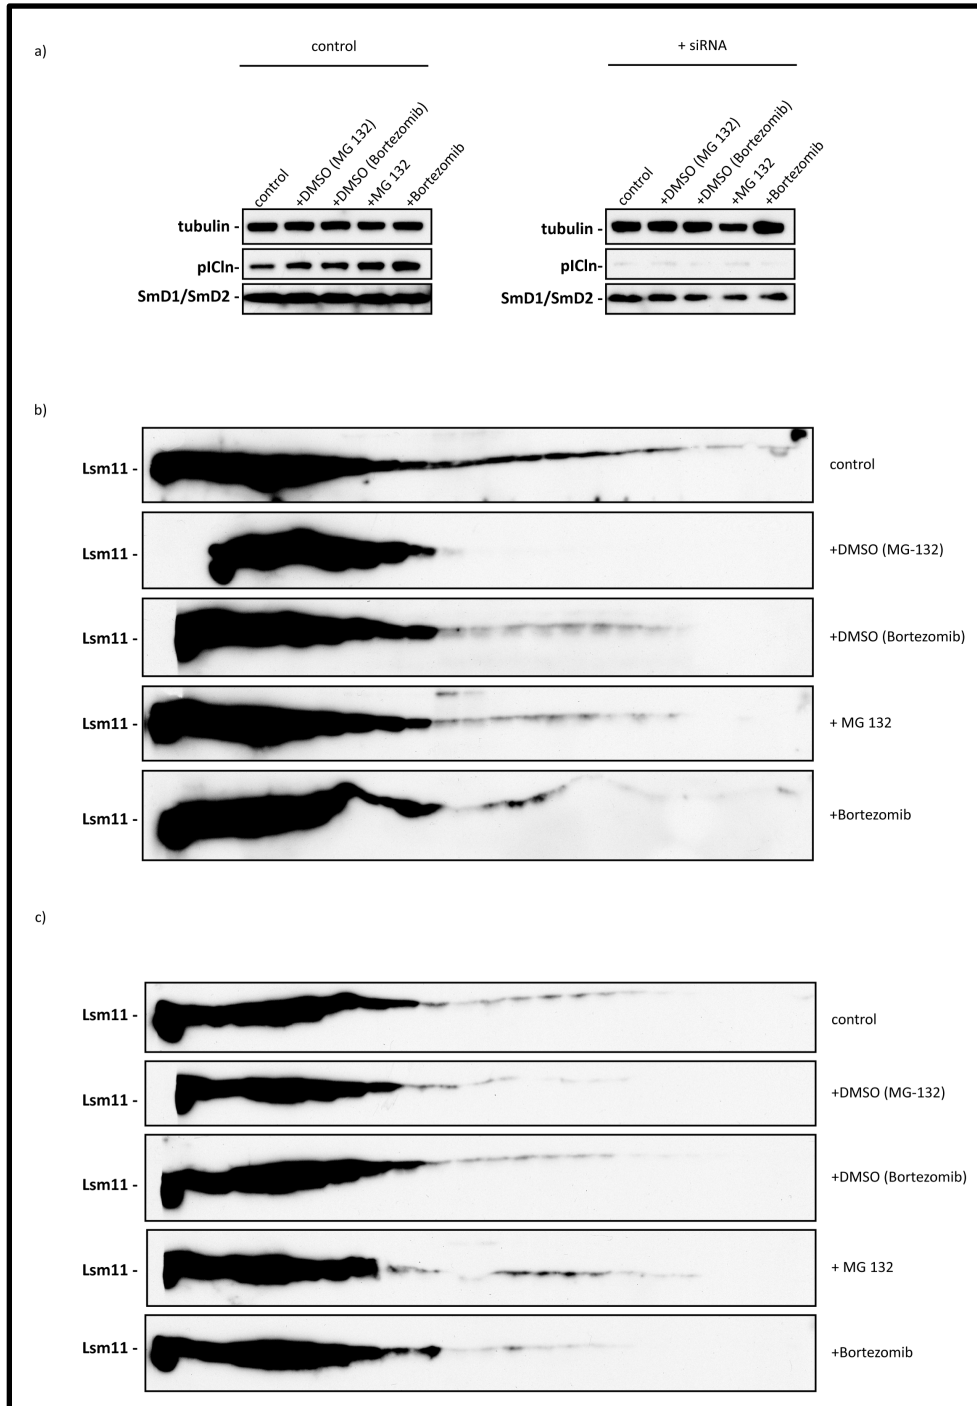 a)
control
+ siRNA
control
+DMSO (MG 132)
+DMSO (Bortezomib)
+MG 132
+Bortezomib
control
+DMSO (MG 132)
+DMSO (Bortezomib)
+MG 132
+Bortezomib
tubulin -
pICln-
SmD1/SmD2 -
tubulin -
pICln-
SmD1/SmD2 -
b)
Lsm11 - control
Lsm11 - +DMSO (MG-132)
Lsm11 - +DMSO (Bortezomib)
Lsm11 - + MG 132
Lsm11 - +Bortezomib
c)
Lsm11 - control
Lsm11 - +DMSO (MG-132)
Lsm11 - +DMSO (Bortezomib)
Lsm11 - + MG 132
Lsm11 - +Bortezomib